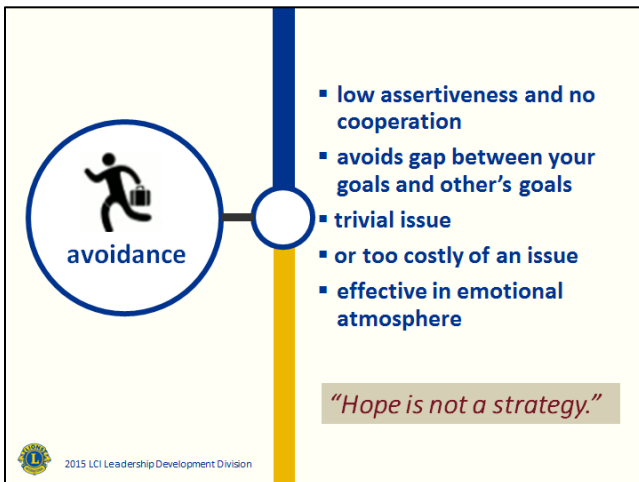 avoidance
▪ low assertiveness and no
cooperation
▪ avoids gap between your
goals and other's goals
▪ trivial issue
▪ or too costly of an issue
▪ effective in emotional
atmosphere
“Hope is not a strategy.”
2015 LCI Leadership Development Division